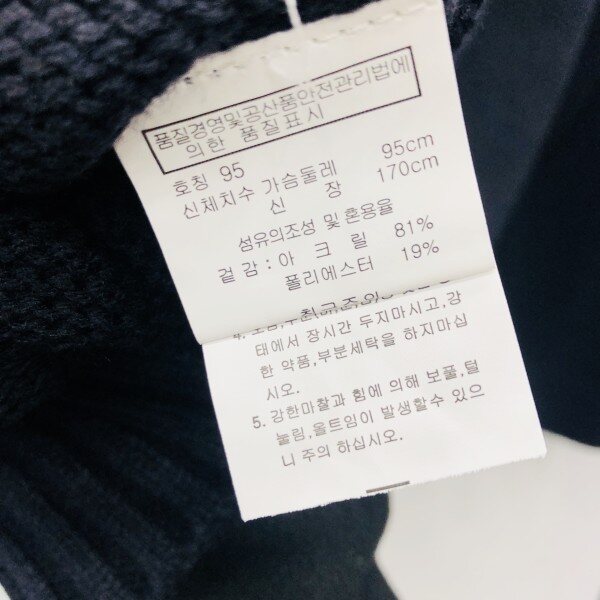 품질경영및공산품안전관리법에
의한 품질표시
호칭 95
신체치수 가슴둘레 95cm
신 장 170cm
섬유의조성 및 혼용율
겉감 : 아 크 릴 81%
폴리에스터 19%
태에서 장시간 두지마시고,강
한 약품,부분세탁을 하지마십
시오.
5. 강한마찰과 힘에 의해 보풀,털
눌림,올트임이 발생할수 있으
니 주의 하십시오.